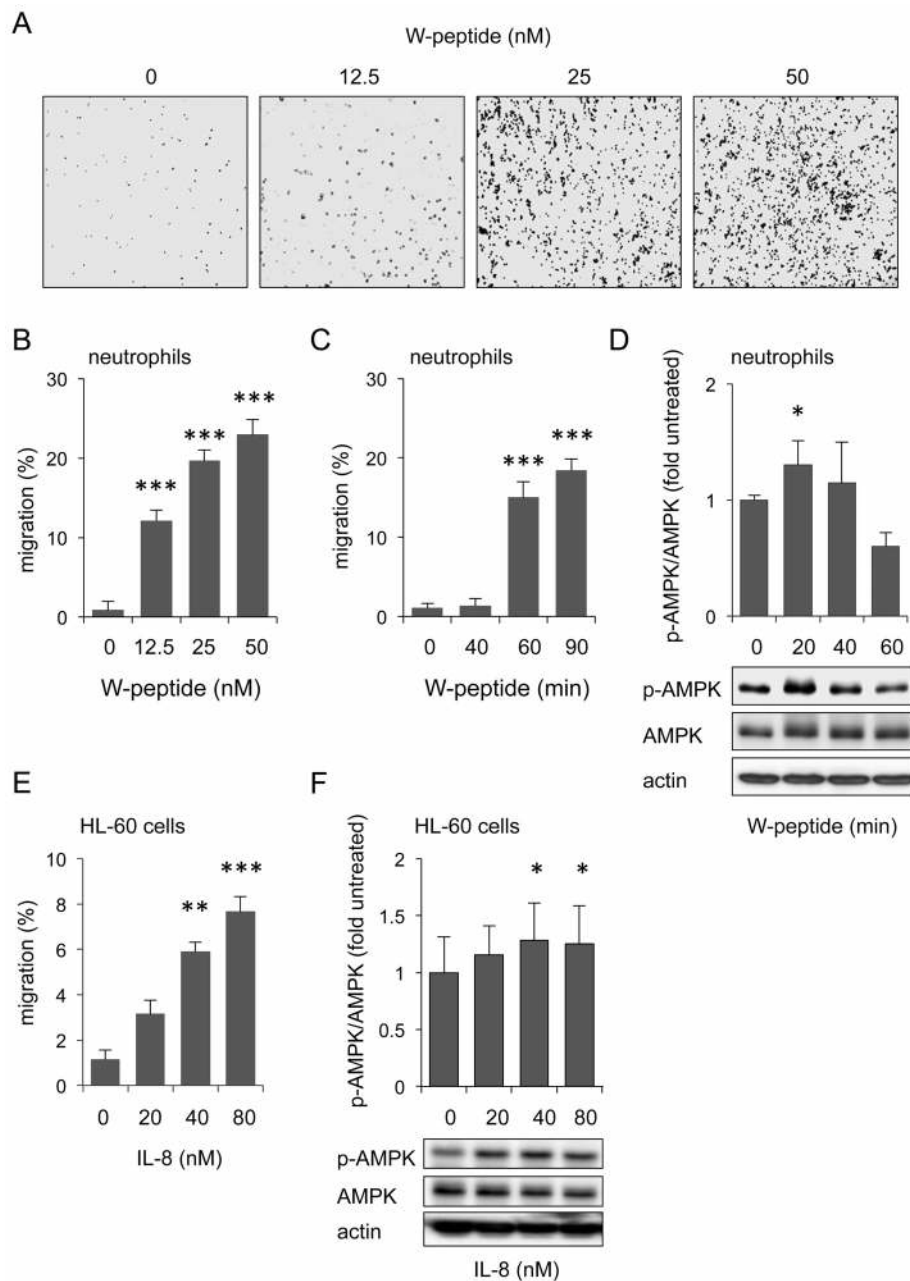 A
W-peptide (nM)
0 12.5 25 50
B
neutrophils
migration (%)
30
20
10
0
***
***
***
0 12.5 25 50
W-peptide (nM)
C
neutrophils
migration (%)
30
20
10
0
***
***
0 40 60 90
W-peptide (min)
D
neutrophils
p-AMPK/AMPK (fold untreated)
2
1
0
*
0 20 40 60
p-AMPK
AMPK
actin
W-peptide (min)
E
HL-60 cells
migration (%)
10
8
6
4
2
0
**
***
0 20 40 80
IL-8 (nM)
F
HL-60 cells
p-AMPK/AMPK (fold untreated)
2
1.5
1
0.5
0
*
*
0 20 40 80
p-AMPK
AMPK
actin
IL-8 (nM)